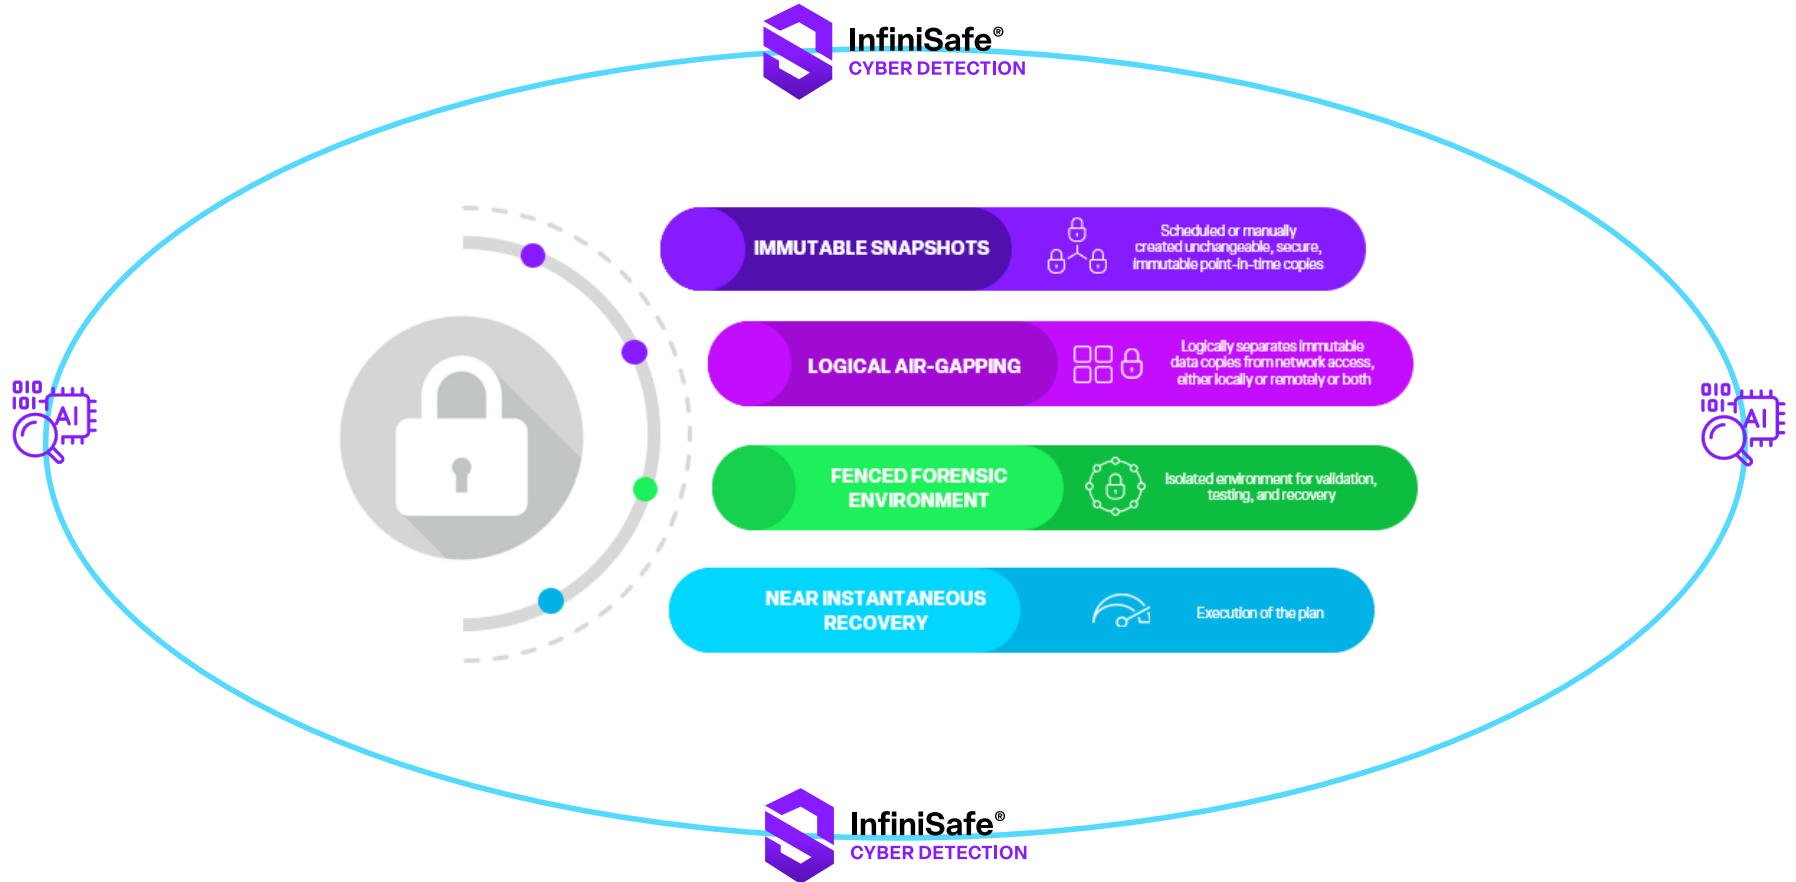 InfiniSafe®
CYBER DETECTION
IMMUTABLE SNAPSHOTS
Scheduled or manually
created unchangeable, secure,
immutable point-in-time copies
LOGICAL AIR-GAPPING
Logically separates immutable
data copies from network access,
either locally or remotely or both
010
101
AI
010
101
AI
FENCED FORENSIC
ENVIRONMENT
Isolated environment for validation,
testing, and recovery
NEAR INSTANTANEOUS
RECOVERY
Execution of the plan
InfiniSafe®
CYBER DETECTION